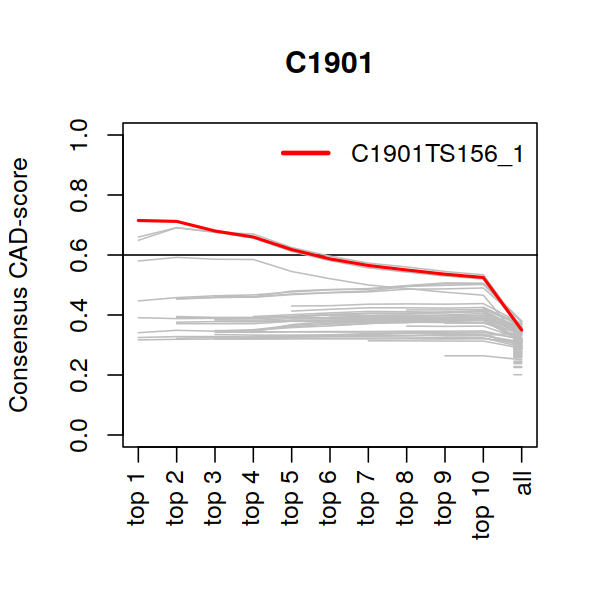 C1901
C1901TS156_1
Consensus CAD-score
1.0
0.8
0.6
0.4
0.2
0.0
top 1
top 2
top 3
top 4
top 5
top 6
top 7
top 8
top 9
top 10
all